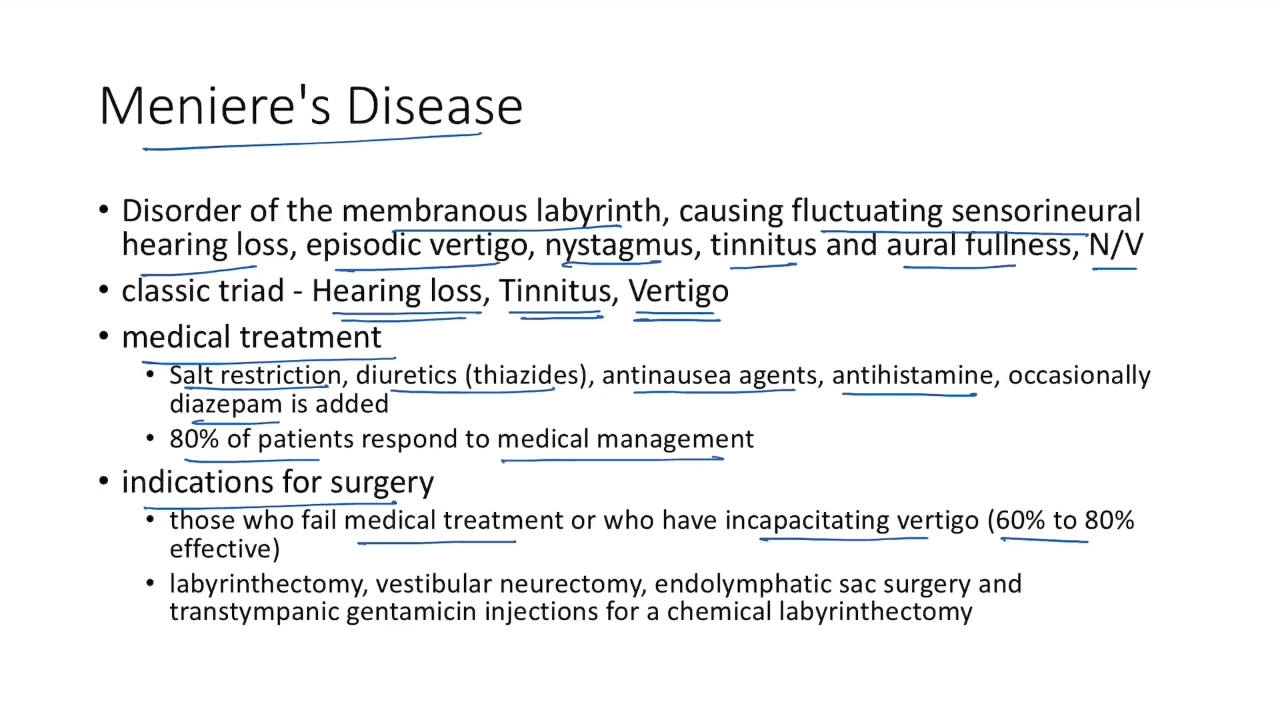 Meniere's Disease
• Disorder of the membranous labyrinth, causing fluctuating sensorineural
hearing loss, episodic vertigo, nystagmus, tinnitus and aural fullness, N/V
• classic triad - Hearing loss, Tinnitus, Vertigo
• medical treatment
• Salt restriction, diuretics (thiazides), antinausea agents, antihistamine, occasionally
diazepam is added
• 80% of patients respond to medical management
• indications for surgery
• those who fail medical treatment or who have incapacitating vertigo (60% to 80%
effective)
• labyrinthectomy, vestibular neurectomy, endolymphatic sac surgery and
transtympanic gentamicin injections for a chemical labyrinthectomy